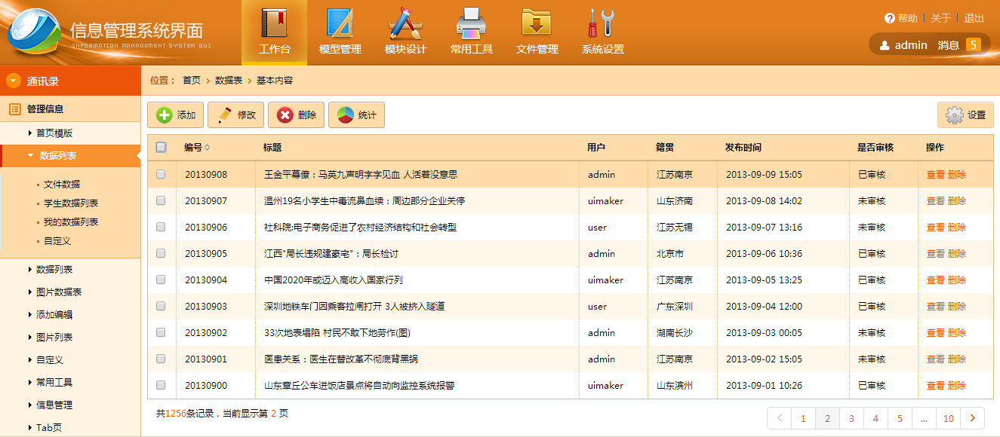 信息管理系统界面
INFORMATION MANAGEMENT SYSTEM GUI
工作台 模型管理 模块设计 常用工具 文件管理 系统设置
帮助 关于 退出
admin 消息 5
通讯录
管理信息
首页模版
数据列表
文件数据
学生数据列表
我的数据列表
自定义
数据列表
图片数据表
添加编辑
图片列表
自定义
常用工具
信息管理
Tab页
位置： 首页 > 数据表 > 基本内容
添加 修改 删除 统计 设置
编号 标题 用户 籍贯 发布时间 是否审核 操作
20130908 王金平幕僚：马英九声明字字见血 人活着没意思 admin 江苏南京 2013-09-09 15:05 已审核 查看 删除
20130907 温州19名小学生中毒流鼻血续：周边部分企业关停 uimaker 山东济南 2013-09-08 14:02 未审核 查看 删除
20130906 社科院:电子商务促进了农村经济结构和社会转型 user 江苏无锡 2013-09-07 13:16 未审核 查看 删除
20130905 江西"局长违规建豪宅"：局长检讨 admin 北京市 2013-09-06 10:36 已审核 查看 删除
20130904 中国2020年或迈入高收入国家行列 uimaker 江苏南京 2013-09-05 13:25 已审核 查看 删除
20130903 深圳地铁车门因乘客拉闸打开 3人被挤入隧道 user 广东深圳 2013-09-04 12:00 已审核 查看 删除
20130902 33次地表塌陷 村民不敢下地劳作(图) admin 湖南长沙 2013-09-03 00:05 未审核 查看 删除
20130901 医患关系：医生在替改革不彻底背黑锅 admin 江苏南京 2013-09-02 15:05 未审核 查看 删除
20130900 山东章丘公车进饭店景点将自动向监控系统报警 uimaker 山东滨州 2013-09-01 10:26 已审核 查看 删除
共1256条记录，当前显示第 2 页
< 1 2 3 4 5 ... 10 >